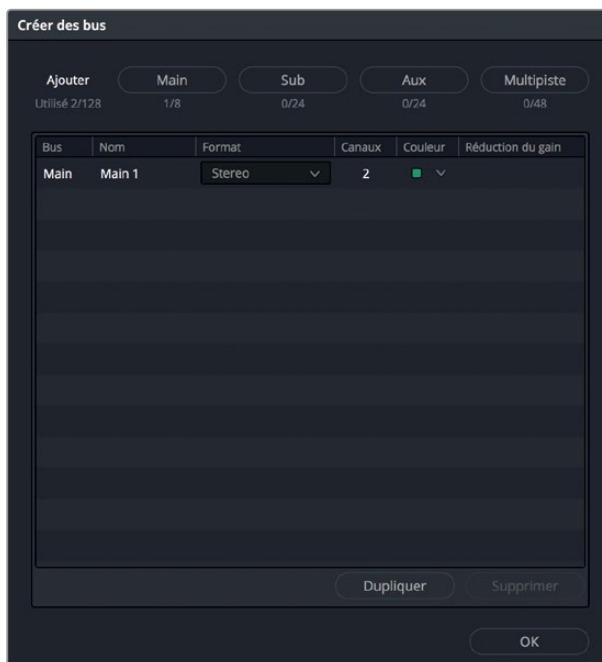 Créer des bus
Ajouter Main Sub Aux Multipiste
Utilisé 2/128 1/8 0/24 0/24 0/48
Bus Nom Format Canaux Couleur Réduction du gain
Main Main 1 Stereo 2
Dupliquer Supprimer
OK